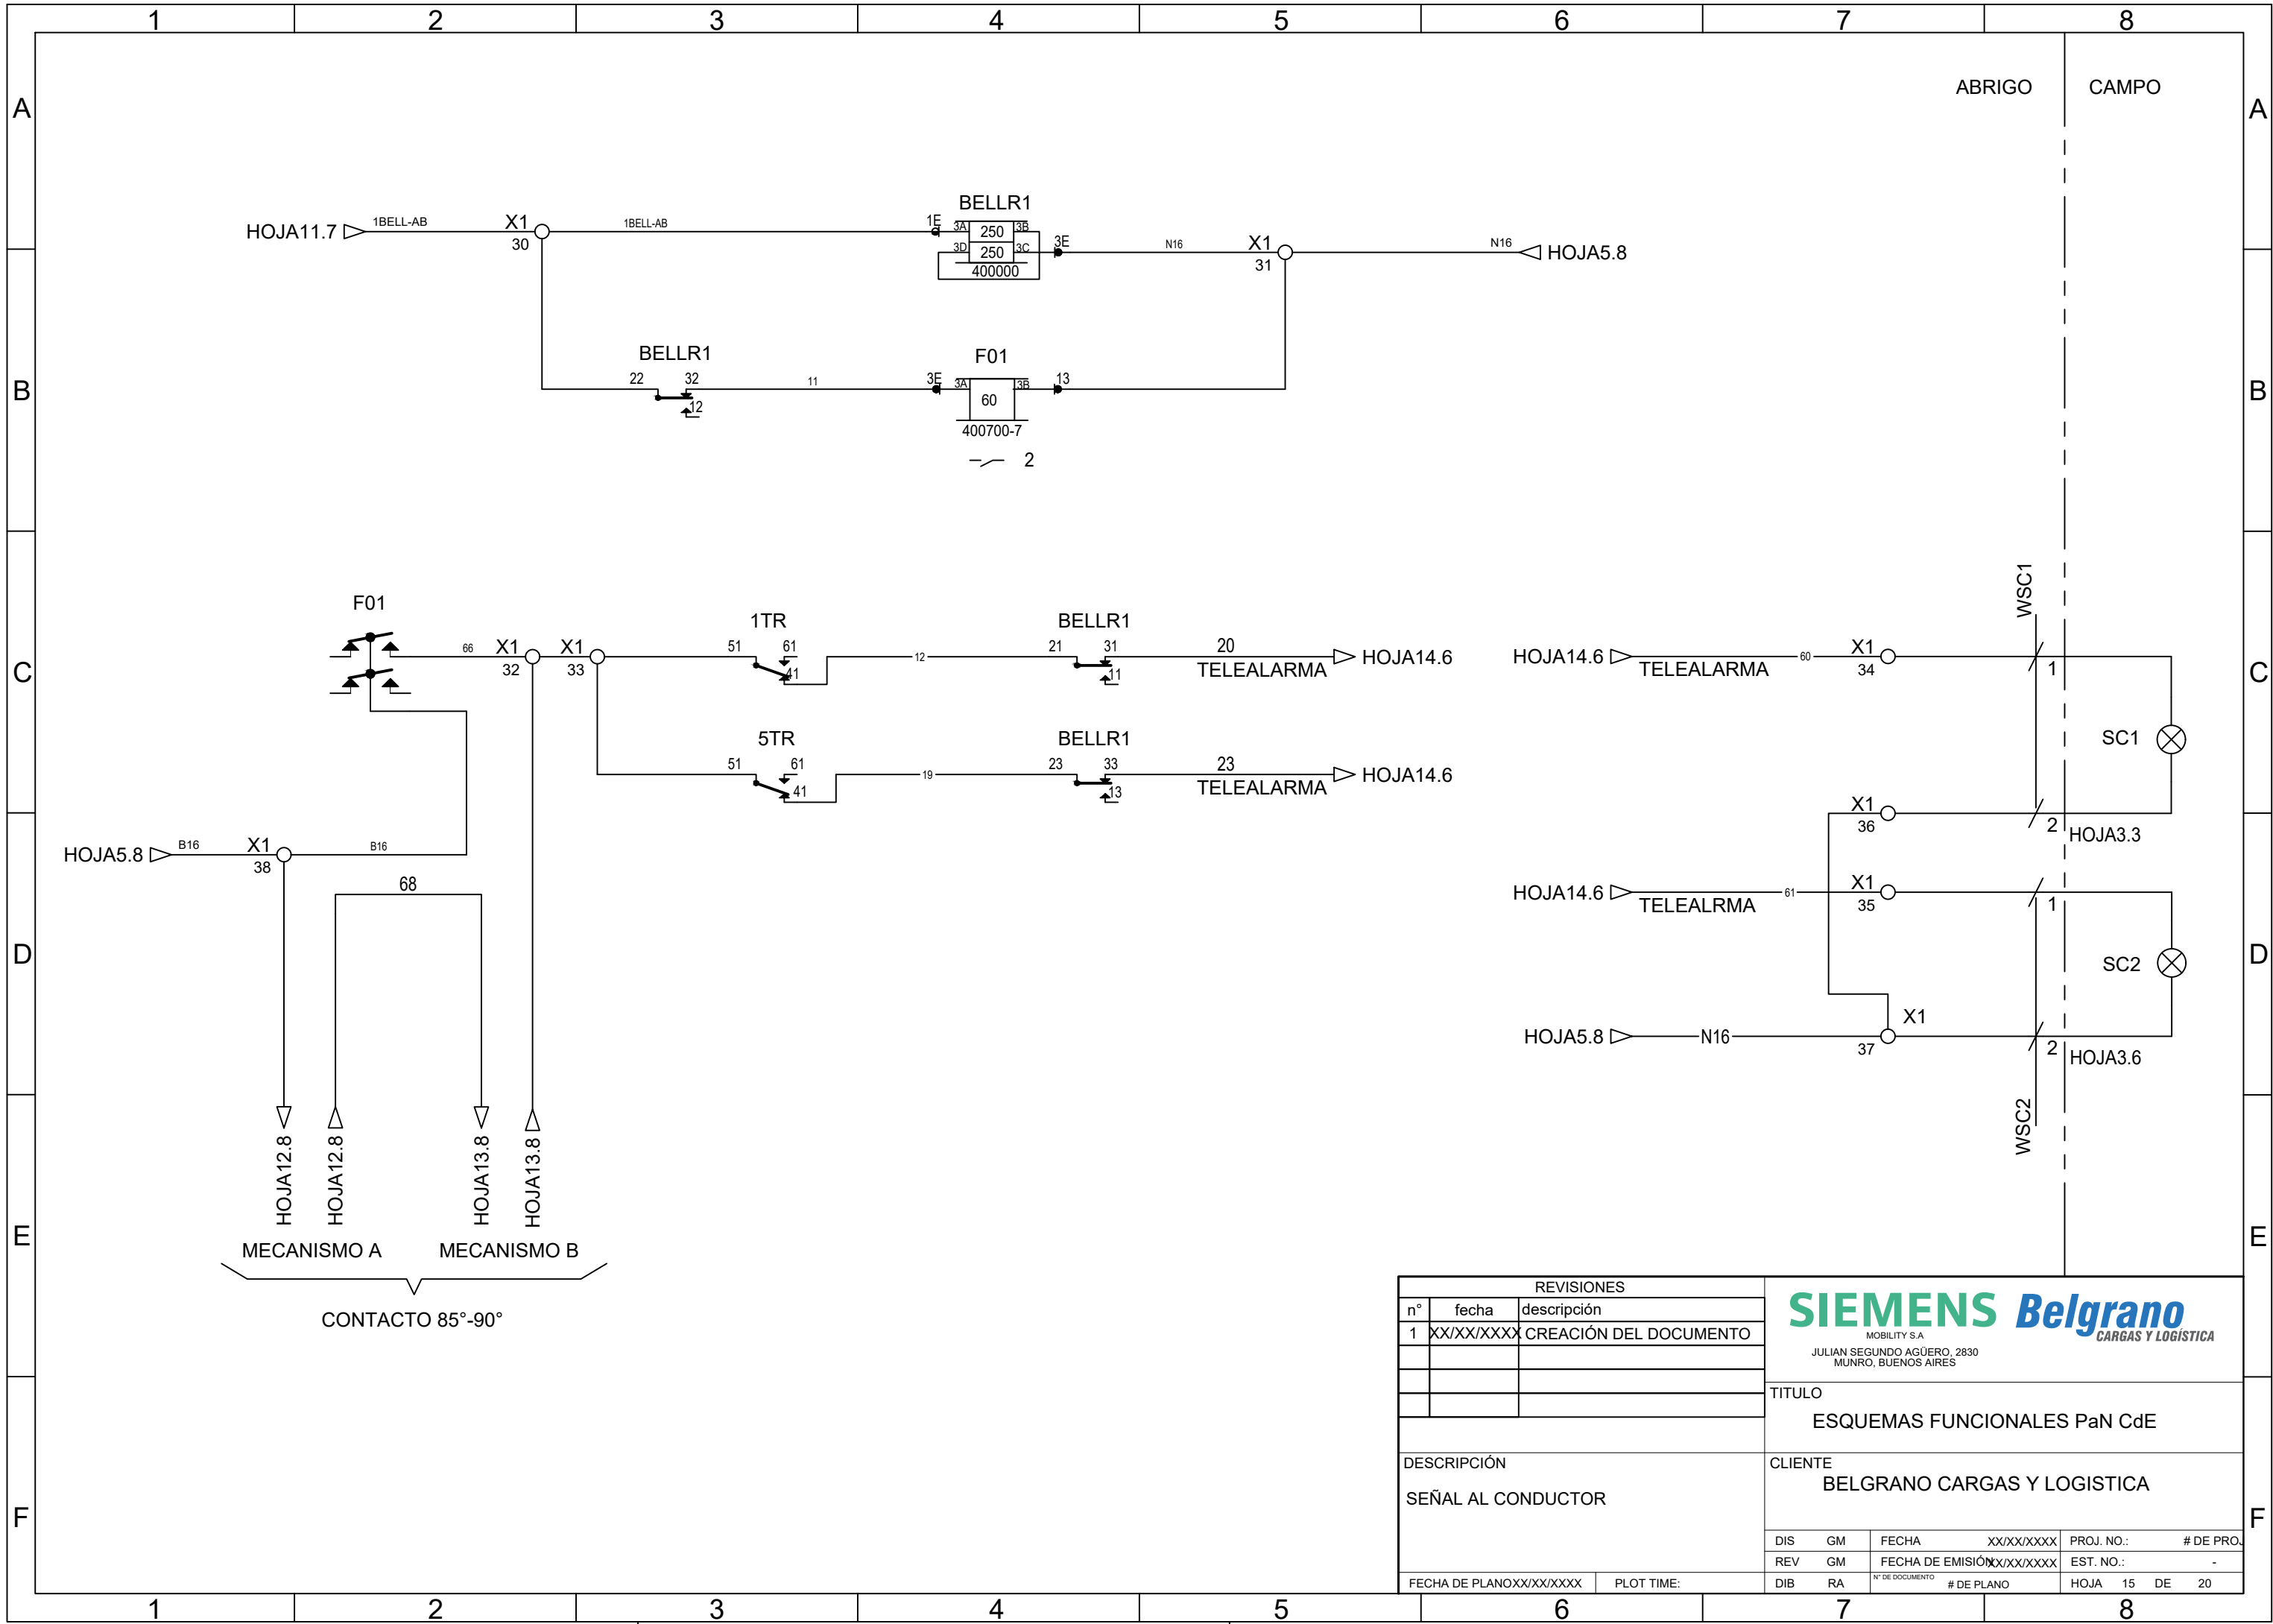 1 2 3 4 5 6 7 8
A A
ABRIGO CAMPO
BELLR1
HOJA11.7 1BELL-AB X1 1BELL-AB 1E 3A 250 3B
30 3D 250 3C 3E N16 X1 N16 HOJA5.8
400000 31
BELLR1 F01
22 32 11 3E 3A 3B 13
12 60
400700-7
2
B B
F01
1TR BELLR1 WSC1
66 X1 X1 51 61 12 21 31 20 HOJA14.6 HOJA14.6 60 X1
32 33 41 11 TELEALARMA TELEALARMA 34 1
C C
5TR BELLR1 SC1
51 61 19 23 33 23 HOJA14.6
41 13 TELEALARMA
X1
36 2 HOJA3.3
HOJA5.8 B16 X1 B16
38
68
HOJA14.6 61 X1
TELEALRMA 35 1
D D
SC2
X1
HOJA5.8 N16 37 2 HOJA3.6
WSC2
HOJA12.8 HOJA12.8 HOJA13.8 HOJA13.8
E E
MECANISMO A MECANISMO B
CONTACTO 85°-90°
REVISIONES
n° fecha descripción
1 XX/XX/XXXX CREACIÓN DEL DOCUMENTO
SIEMENS Belgrano
CARGAS Y LOGÍSTICA
MOBILITY S.A
JULIAN SEGUNDO AGÜERO, 2830
MUNRO, BUENOS AIRES
TITULO
ESQUEMAS FUNCIONALES PaN CdE
DESCRIPCIÓN
SEÑAL AL CONDUCTOR
CLIENTE
BELGRANO CARGAS Y LOGISTICA
F F
DIS GM FECHA XX/XX/XXXX PROJ. NO.: # DE PROJ
REV GM FECHA DE EMISIÓN XX/XX/XXXX EST. NO.: -
FECHA DE PLANO XX/XX/XXXX PLOT TIME: DIB RA N° DE DOCUMENTO # DE PLANO HOJA 15 DE 20
1 2 3 4 5 6 7 8